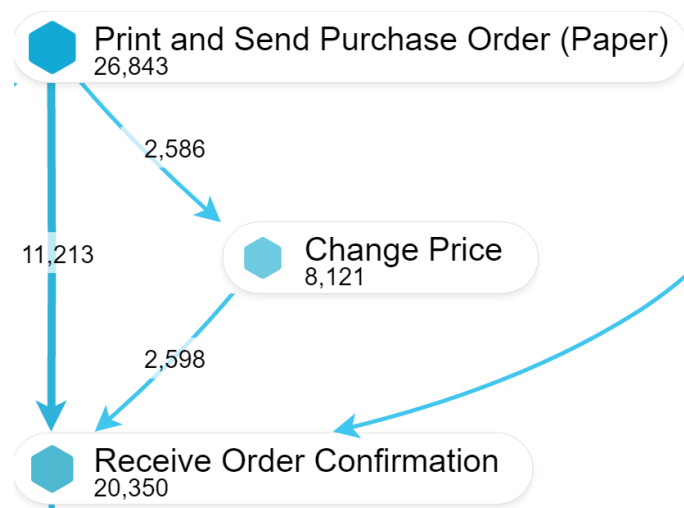 Print and Send Purchase Order (Paper)
26,843
2,586
11,213
Change Price
8,121
2,598
Receive Order Confirmation
20,350